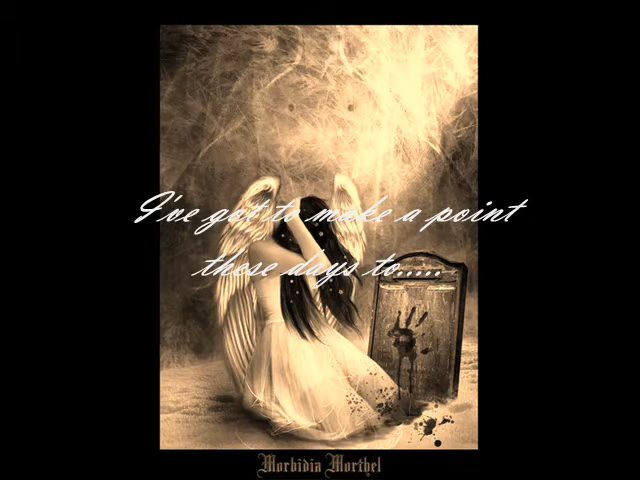 I've got to make a point
these days to.....
Morbidia Morthel